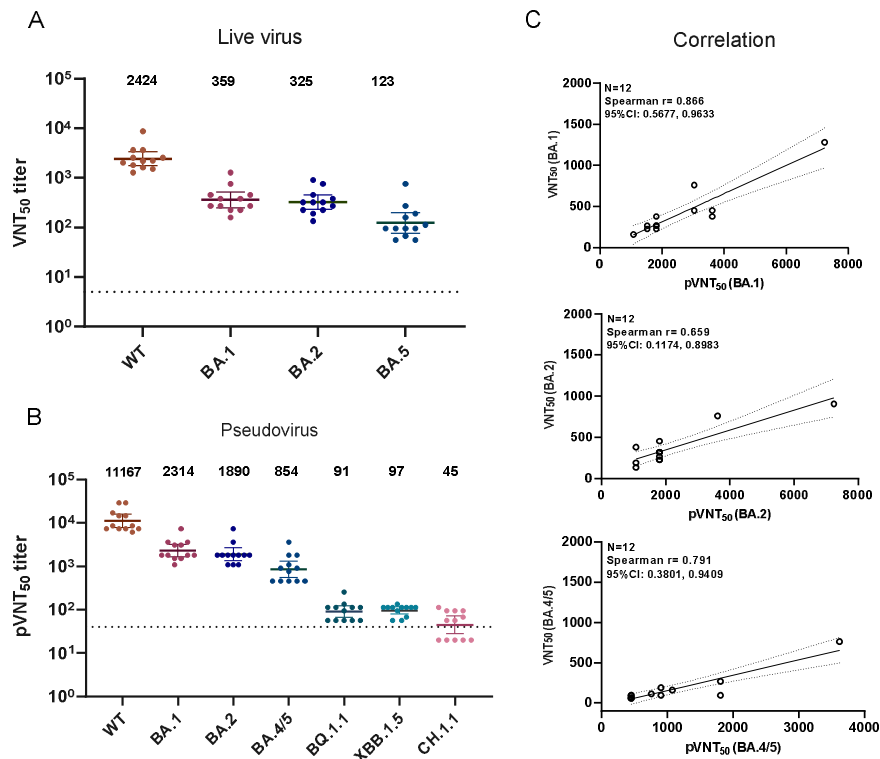 A
Live virus
2424 359 325 123
10⁵
10⁴
10³
10²
10¹
10⁰
VNT₅₀ titer
WT BA.1 BA.2 BA.5
B
Pseudovirus
11167 2314 1890 854 91 97 45
10⁵
10⁴
10³
10²
10¹
10⁰
pVNT₅₀ titer
WT BA.1 BA.2 BA.4/5 BQ.1.1 XBB.1.5 CH.1.1
C
Correlation
N=12
Spearman r= 0.866
95%CI: 0.5677, 0.9633
2000
1500
1000
500
0
VNT₅₀ (BA.1)
0 2000 4000 6000 8000
pVNT₅₀ (BA.1)
N=12
Spearman r= 0.659
95%CI: 0.1174, 0.8983
2000
1500
1000
500
0
VNT₅₀ (BA.2)
0 2000 4000 6000 8000
pVNT₅₀ (BA.2)
N=12
Spearman r= 0.791
95%CI: 0.3801, 0.9409
2000
1500
1000
500
0
VNT₅₀ (BA.4/5)
0 1000 2000 3000 4000
pVNT₅₀ (BA.4/5)